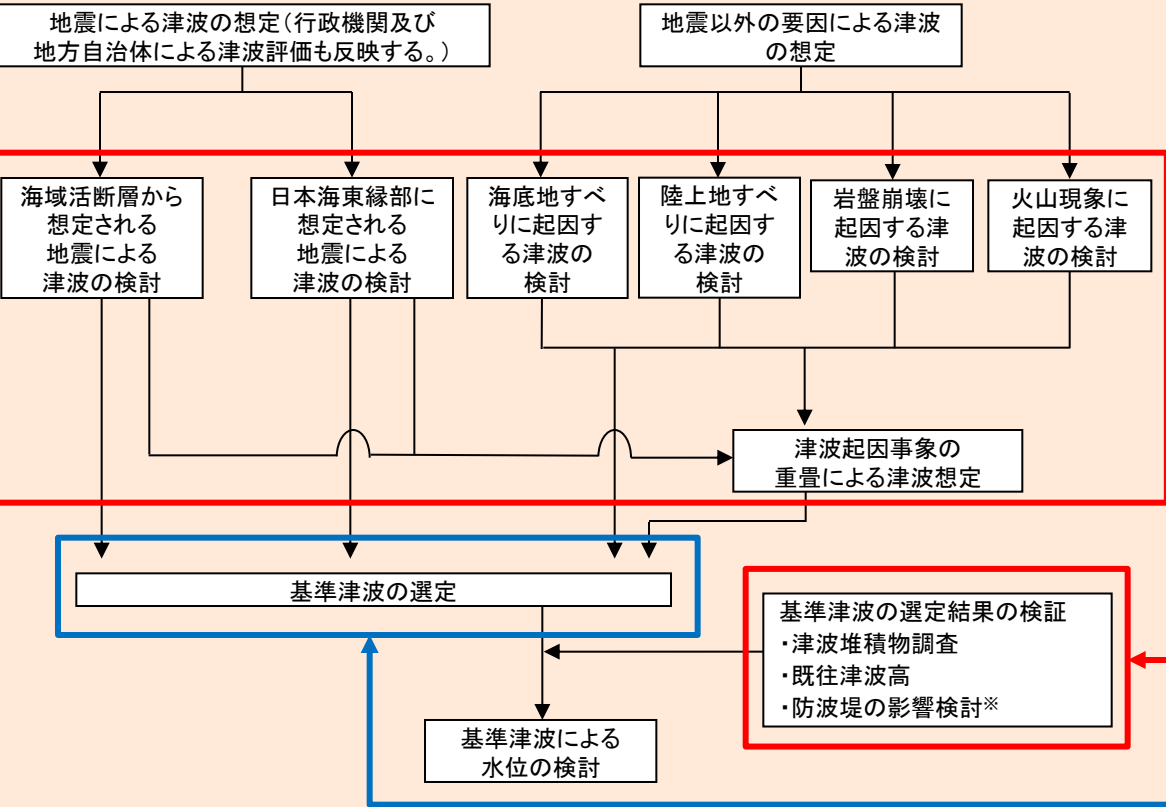 地震による津波の想定(行政機関及び
地方自治体による津波評価も反映する。)
地震以外の要因による津波
の想定
海域活断層から
想定される
地震による
津波の検討
日本海東縁部に
想定される
地震による
津波の検討
海底地すべ
りに起因す
る津波の
検討
陸上地すべ
りに起因す
る津波の
検討
岩盤崩壊に
起因する津
波の検討
火山現象に
起因する津
波の検討
津波起因事象の
重畳による津波想定
基準津波の選定
基準津波の選定結果の検証
・津波堆積物調査
・既往津波高
・防波堤の影響検討※
基準津波による
水位の検討